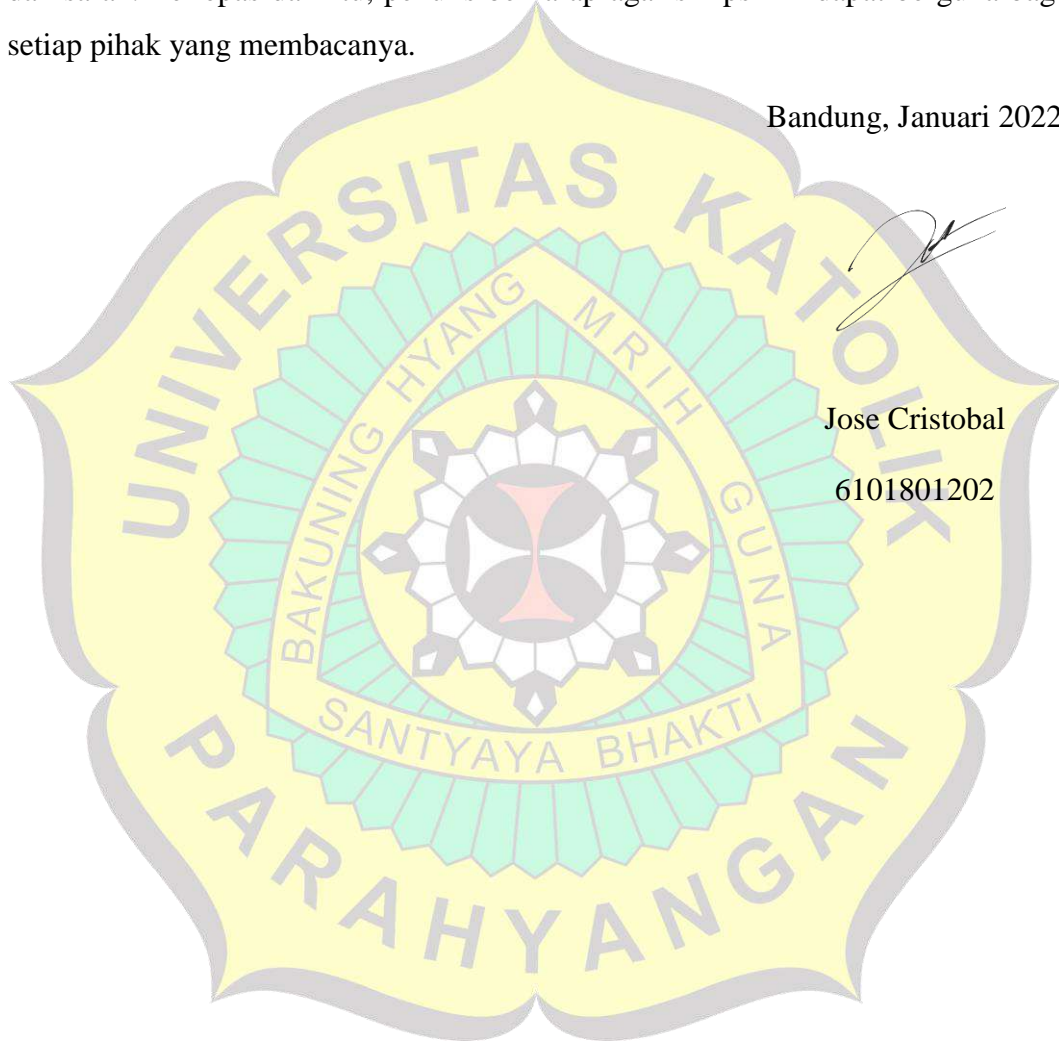 setiap pihak yang membacanya.
Bandung, Januari 2022
UNIVERSITAS KATOLIK
BAKUNING HYANG MRIH GUNA
Jose Cristobal
6101801202
SANTYAYA BHAKTI
PARAHYANGAN